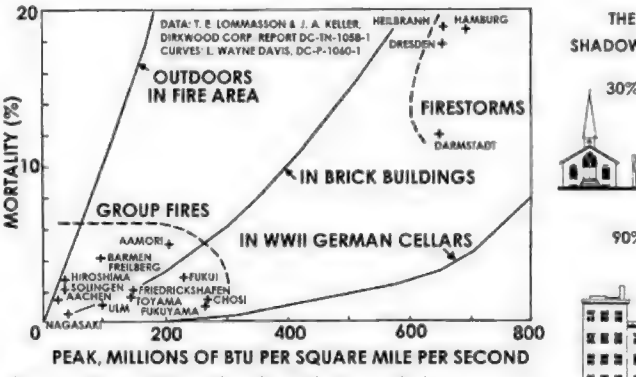 20
10
0
MORTALITY (%)
DATA: T. E. LOMMASSON & J. A. KELLER,
DIRKWOOD CORP. REPORT DC-TN-1058-1
CURVES: L. WAYNE DAVIS, DC-P-1060-1
OUTDOORS
IN FIRE AREA
HEILBRANN
HAMBURG
DRESDEN
FIRESTORMS
DARMSTADT
IN BRICK BUILDINGS
GROUP FIRES
IN WWII GERMAN CELLARS
AAMORI
BARMEN
FREILBERG
FUKUI
HIROSHIMA
SOLINGEN
AACHEN
FRIEDRICKSHAFEN
TOYAMA
CHOSI
FUKUYAMA
NAGASAKI
ULM
0
200
400
600
800
PEAK, MILLIONS OF BTU PER SQUARE MILE PER SECOND
THE
SHADOW
30%
90%